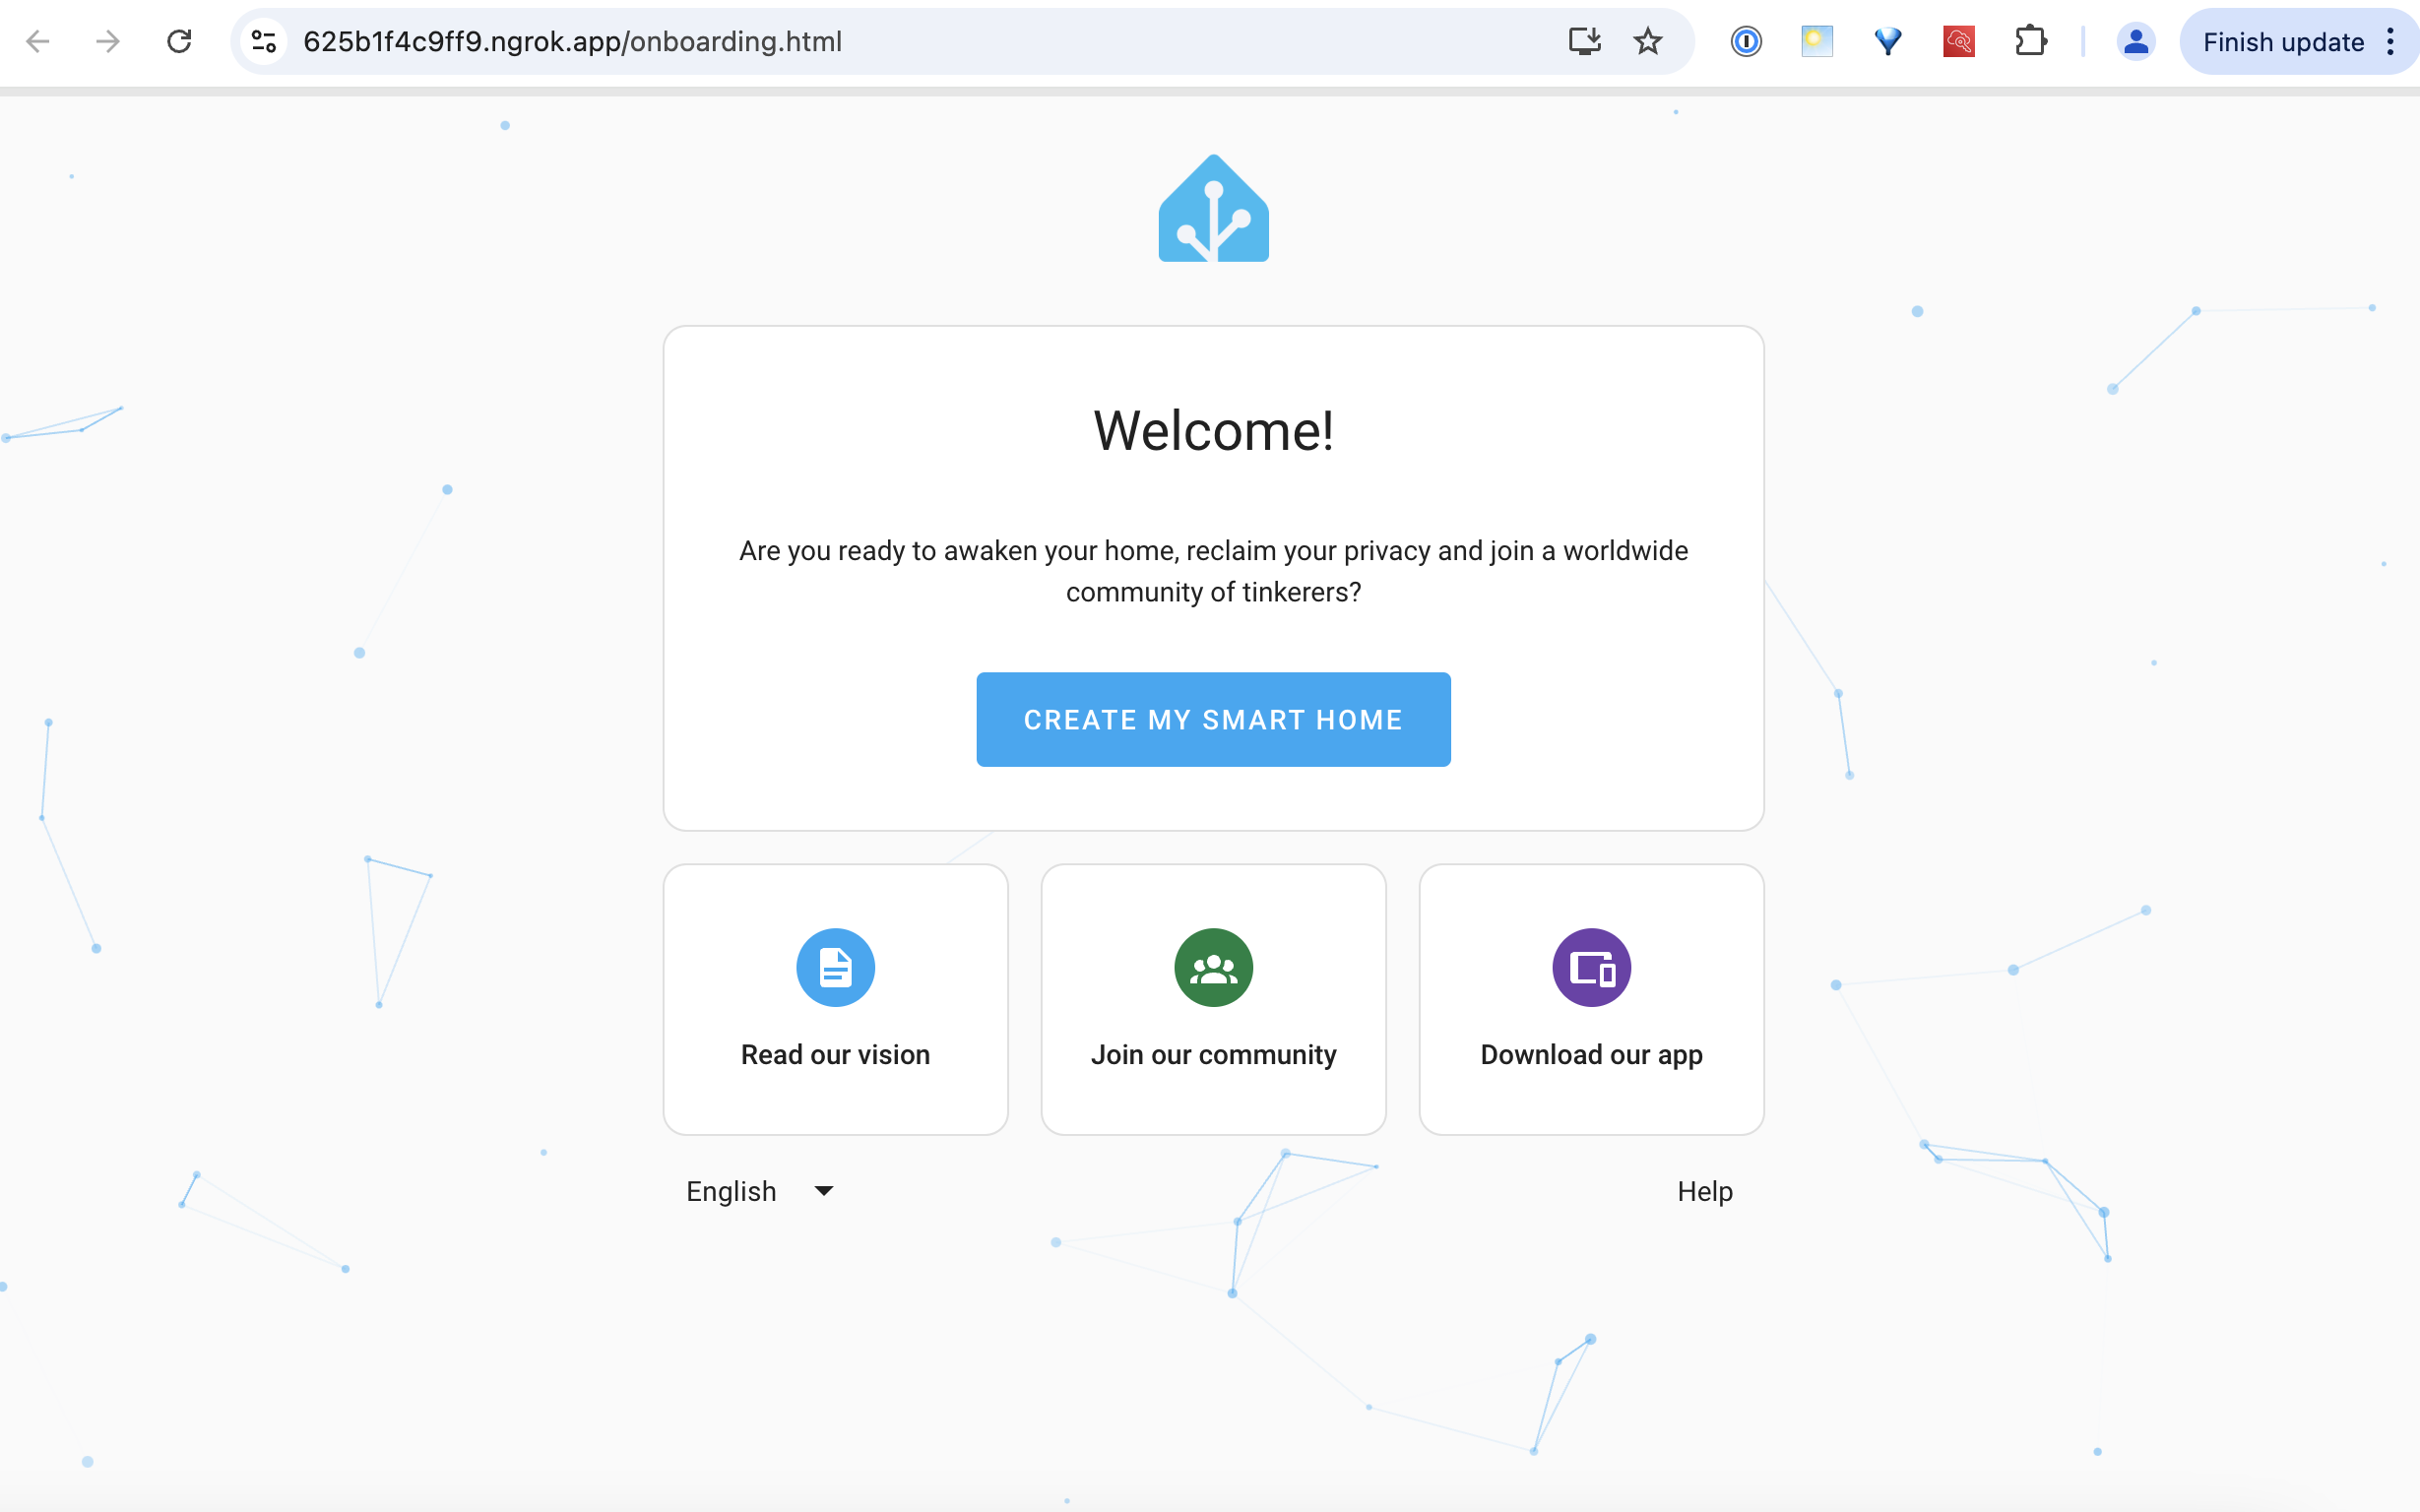 625b1f4c9ff9.ngrok.app/onboarding.html
Finish update
Welcome!
Are you ready to awaken your home, reclaim your privacy and join a worldwide
community of tinkerers?
CREATE MY SMART HOME
Read our vision
Join our community
Download our app
English
Help